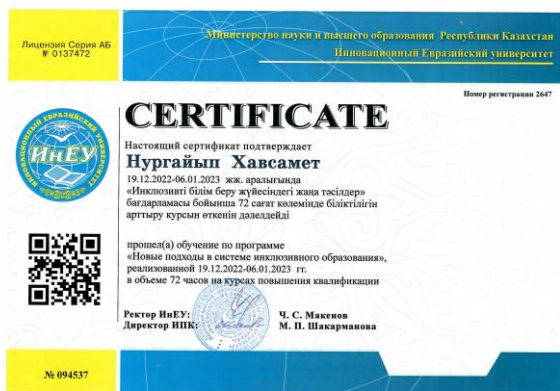 Лицензия Серия АБ
№ 0137472
Министерство науки и высшего образования Республики Казахстан
Инновационный Евразийский университет
Номер регистрации 2647
CERTIFICATE
ИННОВАЦИОННЫЙ ЕВРАЗИЙСКИЙ УНИВЕРСИТЕТ
ИнЕУ
Настоящий сертификат подтверждает
Нургайып Хавсамет
19.12.2022-06.01.2023 жж. аралығында
«Инклюзивті білім беру жүйесіндегі жаңа тәсілдер»
бағдарламасы бойынша 72 сағат көлемінде біліктілігін
арттыру курсын өткенін дәлелдейді
прошел(а) обучение по программе
«Новые подходы в системе инклюзивного образования»,
реализованной 19.12.2022-06.01.2023 гг.
в объеме 72 часов на курсах повышения квалификации
Ректор ИнЕУ: Ч. С. Макенов
Директор ИПК: М. П. Шакарманова
№ 094537